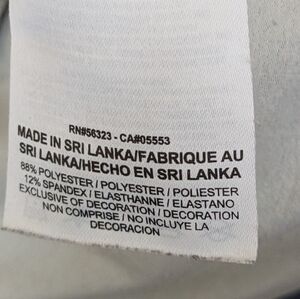 RN#56323 - CA#05553
MADE IN SRI LANKA/FABRIQUE AU
SRI LANKA/HECHO EN SRI LANKA
88% POLYESTER / POLYESTER / POLIESTER
12% SPANDEX / ELASTHANNE / ELASTANO
EXCLUSIVE OF DECORATION / DECORATION
NON COMPRISE / NO INCLUYE LA
DECORACION